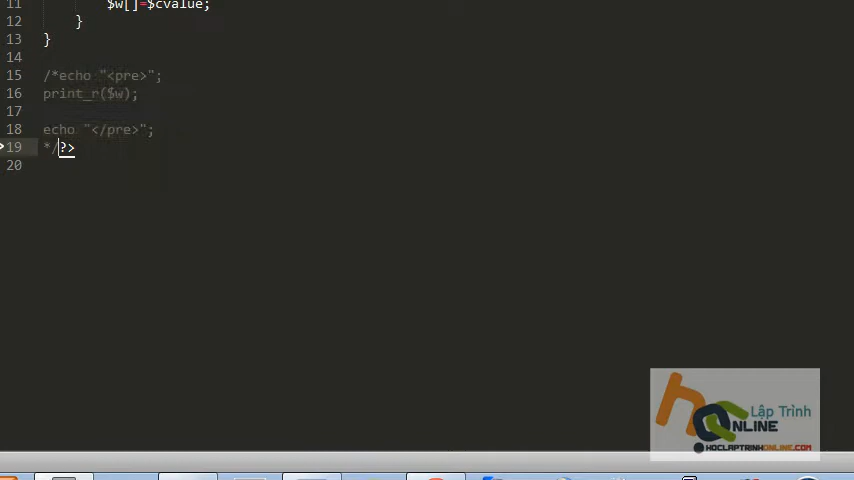 11 $w[]=$cvalue;
12 }
13 }
14
15 /*echo "<pre>";
16 print_r($w);
17
18 echo "</pre>";
19 */?>
20
Lập Trình
ONLINE
HOCLAPTRINHONLINE.COM